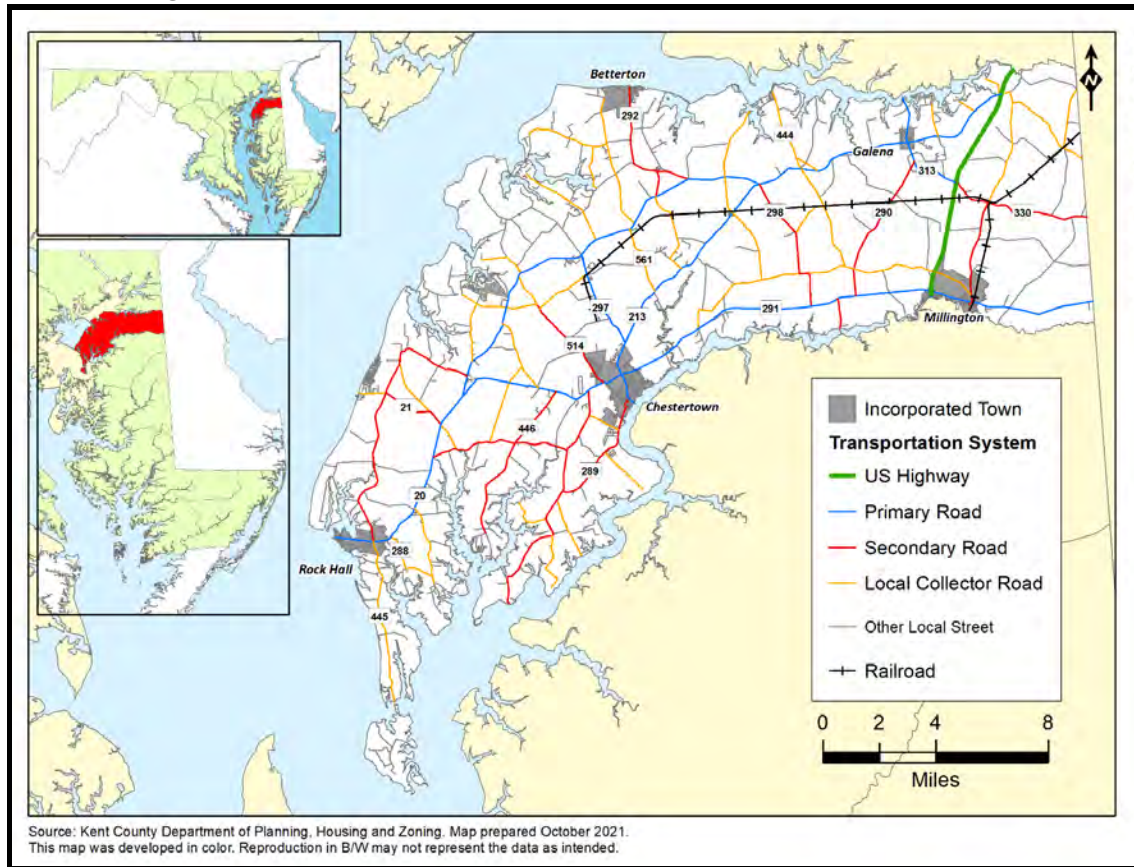 Betterton
292
444
N
Galena
313
298
290
330
561
297
213
291
Millington
514
Chestertown
21
446
289
20
288
Rock Hall
445
Incorporated Town
Transportation System
US Highway
Primary Road
Secondary Road
Local Collector Road
Other Local Street
Railroad
0 2 4 8
Miles
Source: Kent County Department of Planning, Housing and Zoning. Map prepared October 2021.
This map was developed in color. Reproduction in B/W may not represent the data as intended.